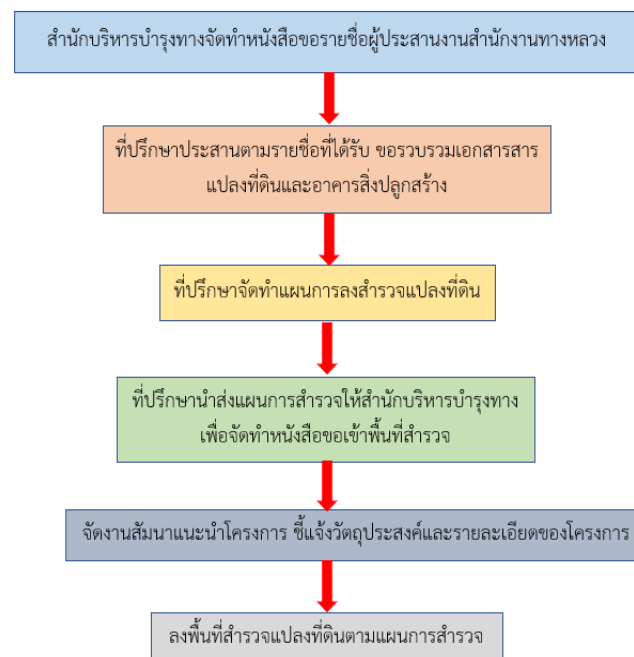 สำนักบริหารบำรุงทางจัดทำหนังสือขอรายชื่อผู้ประสานงานสำนักงานทางหลวง
ที่ปรึกษาประสานตามรายชื่อที่ได้รับ ขอรวบรวมเอกสารสาร
แปลงที่ดินและอาคารสิ่งปลูกสร้าง
ที่ปรึกษาจัดทำแผนการลงสำรวจแปลงที่ดิน
ที่ปรึกษานำส่งแผนการสำรวจให้สำนักบริหารบำรุงทาง
เพื่อจัดทำหนังสือขอเข้าพื้นที่สำรวจ
จัดงานสัมนาแนะนำโครงการ ชี้แจ้งวัตถุประสงค์และรายละเอียดของโครงการ
ลงพื้นที่สำรวจแปลงที่ดินตามแผนการสำรวจ